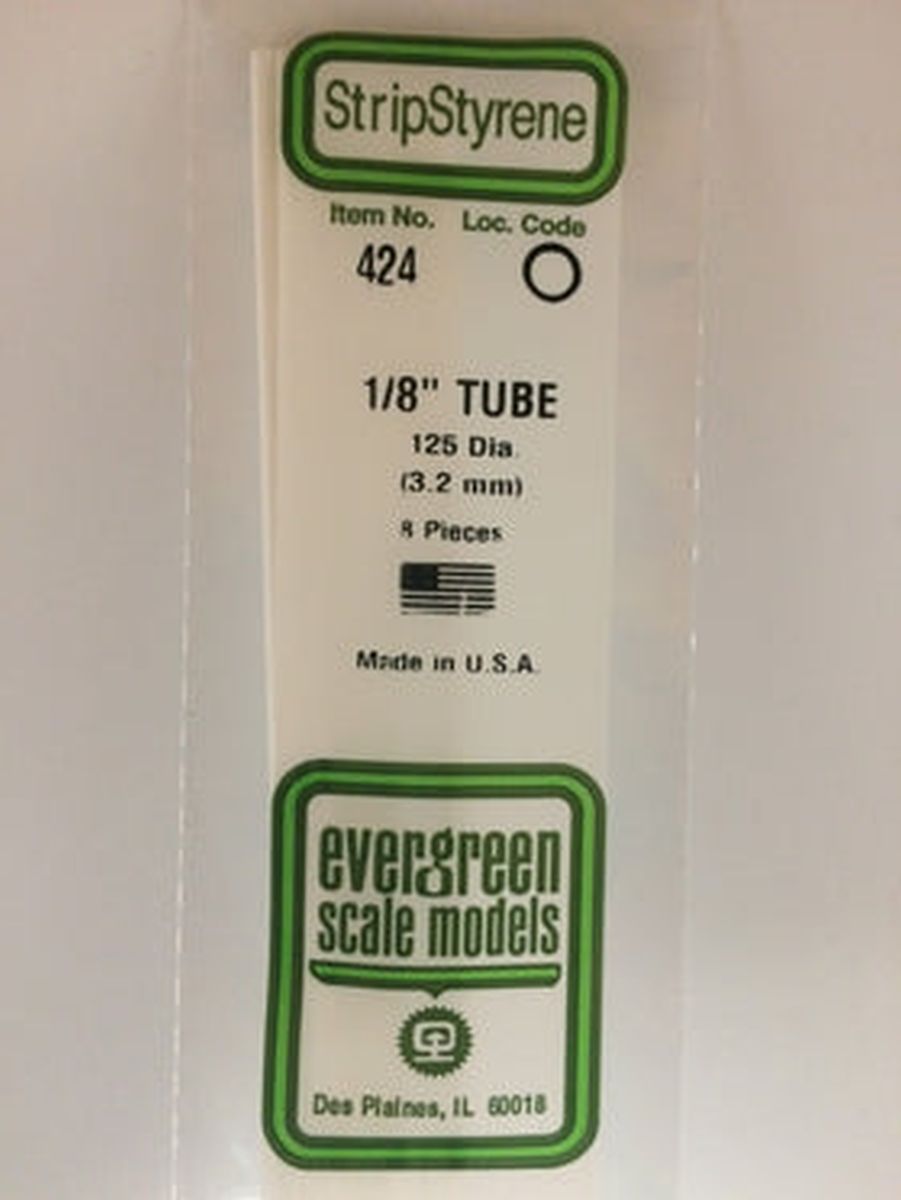 StripStyrene
Item No. Loc. Code
424
1/8" TUBE
125 Dia.
(3.2 mm)
8 Pieces
Made in U.S.A.
evergreen
scale models
Des Plaines, IL 60018